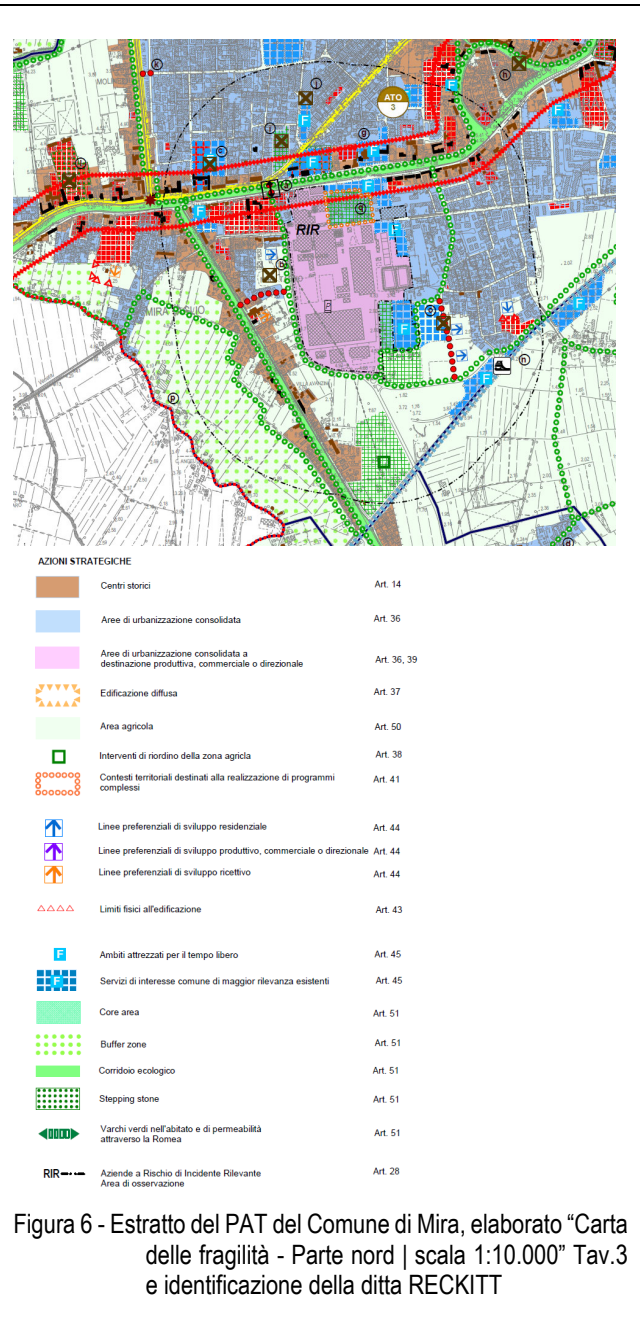 ATO
3
RIR
AZIONI STRATEGICHE
Centri storici Art. 14
Aree di urbanizzazione consolidata Art. 36
Aree di urbanizzazione consolidata a
destinazione produttiva, commerciale o direzionale Art. 36, 39
Edificazione diffusa Art. 37
Area agricola Art. 50
Interventi di riordino della zona agricla Art. 38
Contesti territoriali destinati alla realizzazione di programmi
complessi Art. 41
Linee preferenziali di sviluppo residenziale Art. 44
Linee preferenziali di sviluppo produttivo, commerciale o direzionale Art. 44
Linee preferenziali di sviluppo ricettivo Art. 44
Limiti fisici all'edificazione Art. 43
F Ambiti attrezzati per il tempo libero Art. 45
F Servizi di interesse comune di maggior rilevanza esistenti Art. 45
Core area Art. 51
Buffer zone Art. 51
Corridoio ecologico Art. 51
Stepping stone Art. 51
Varchi verdi nell'abitato e di permeabilità
attraverso la Romea Art. 51
RIR Aziende a Rischio di Incidente Rilevante Art. 28
Area di osservazione
Figura 6 - Estratto del PAT del Comune di Mira, elaborato “Carta
delle fragilità - Parte nord | scala 1:10.000” Tav.3
e identificazione della ditta RECKITT